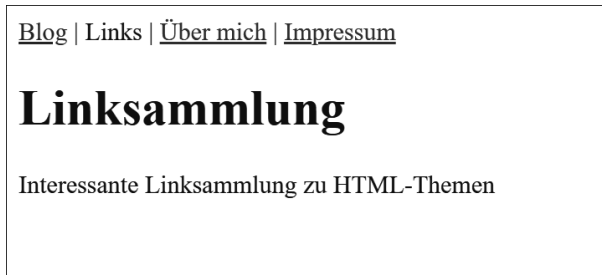 Blog | Links | Über mich | Impressum
Linksammlung
Interessante Linksammlung zu HTML-Themen